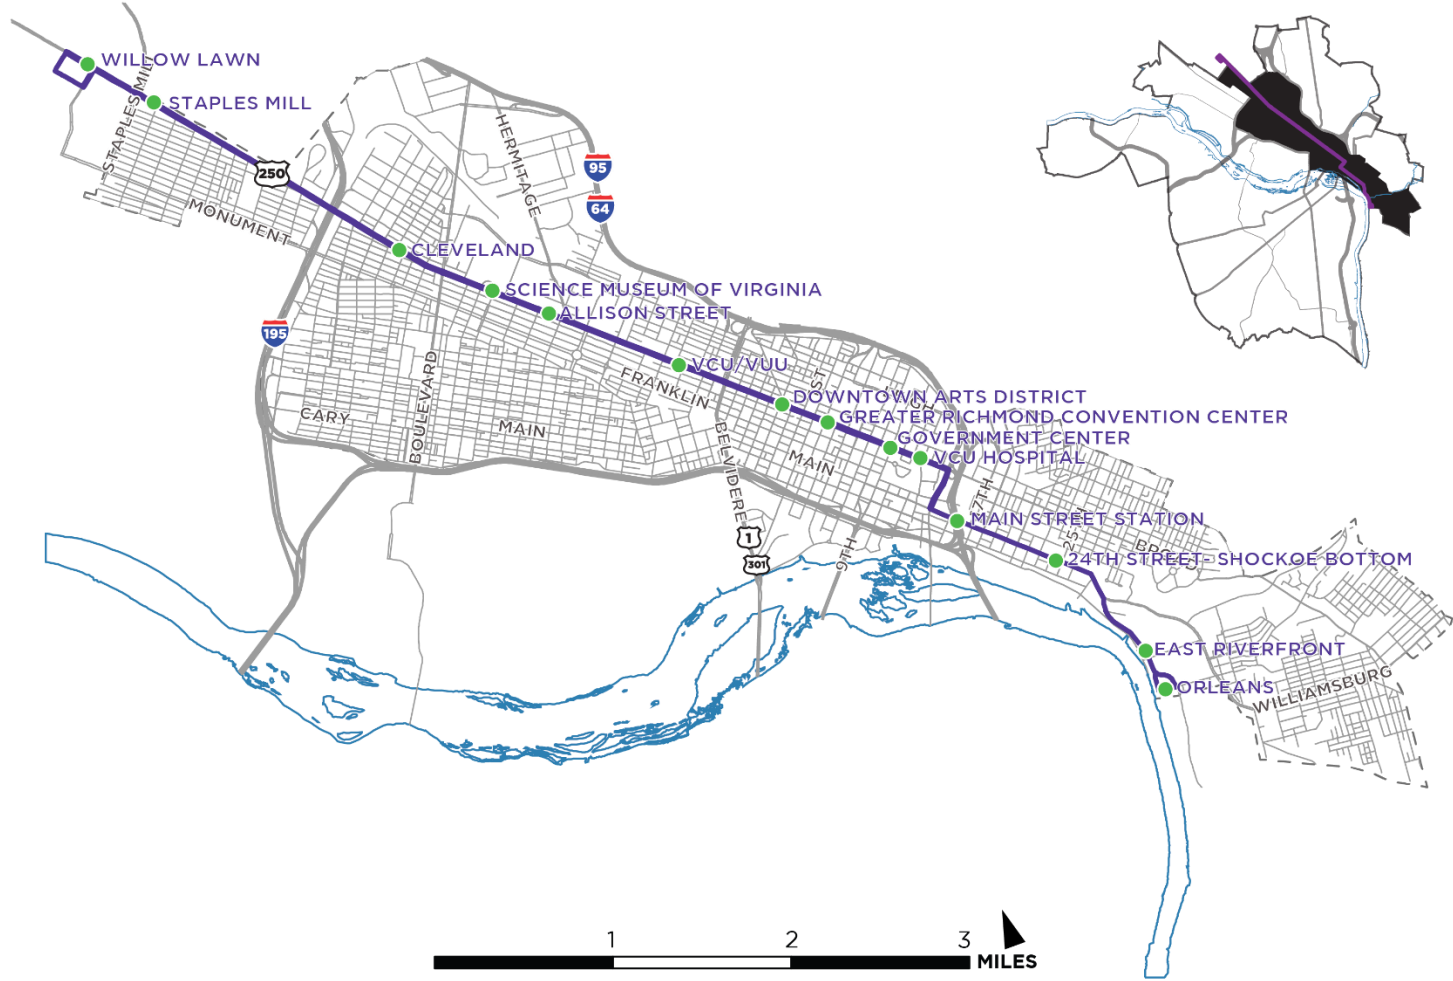 WILLOW LAWN
STAPLES MILL
STAPLES MILL
250
MONUMENT
HERMITAGE
95
64
CLEVELAND
SCIENCE MUSEUM OF VIRGINIA
ALLISON STREET
195
BOULEVARD
VCU/VUU
FRANKLIN
CARY
MAIN
DOWNTOWN ARTS DISTRICT
GREATER RICHMOND CONVENTION CENTER
GOVERNMENT CENTER
VCU HOSPITAL
BELVIDERE
MAIN
MAIN STREET STATION
1
301
9TH
24TH STREET- SHOCKOE BOTTOM
EAST RIVERFRONT
ORLEANS
WILLIAMSBURG
1
2
3
MILES